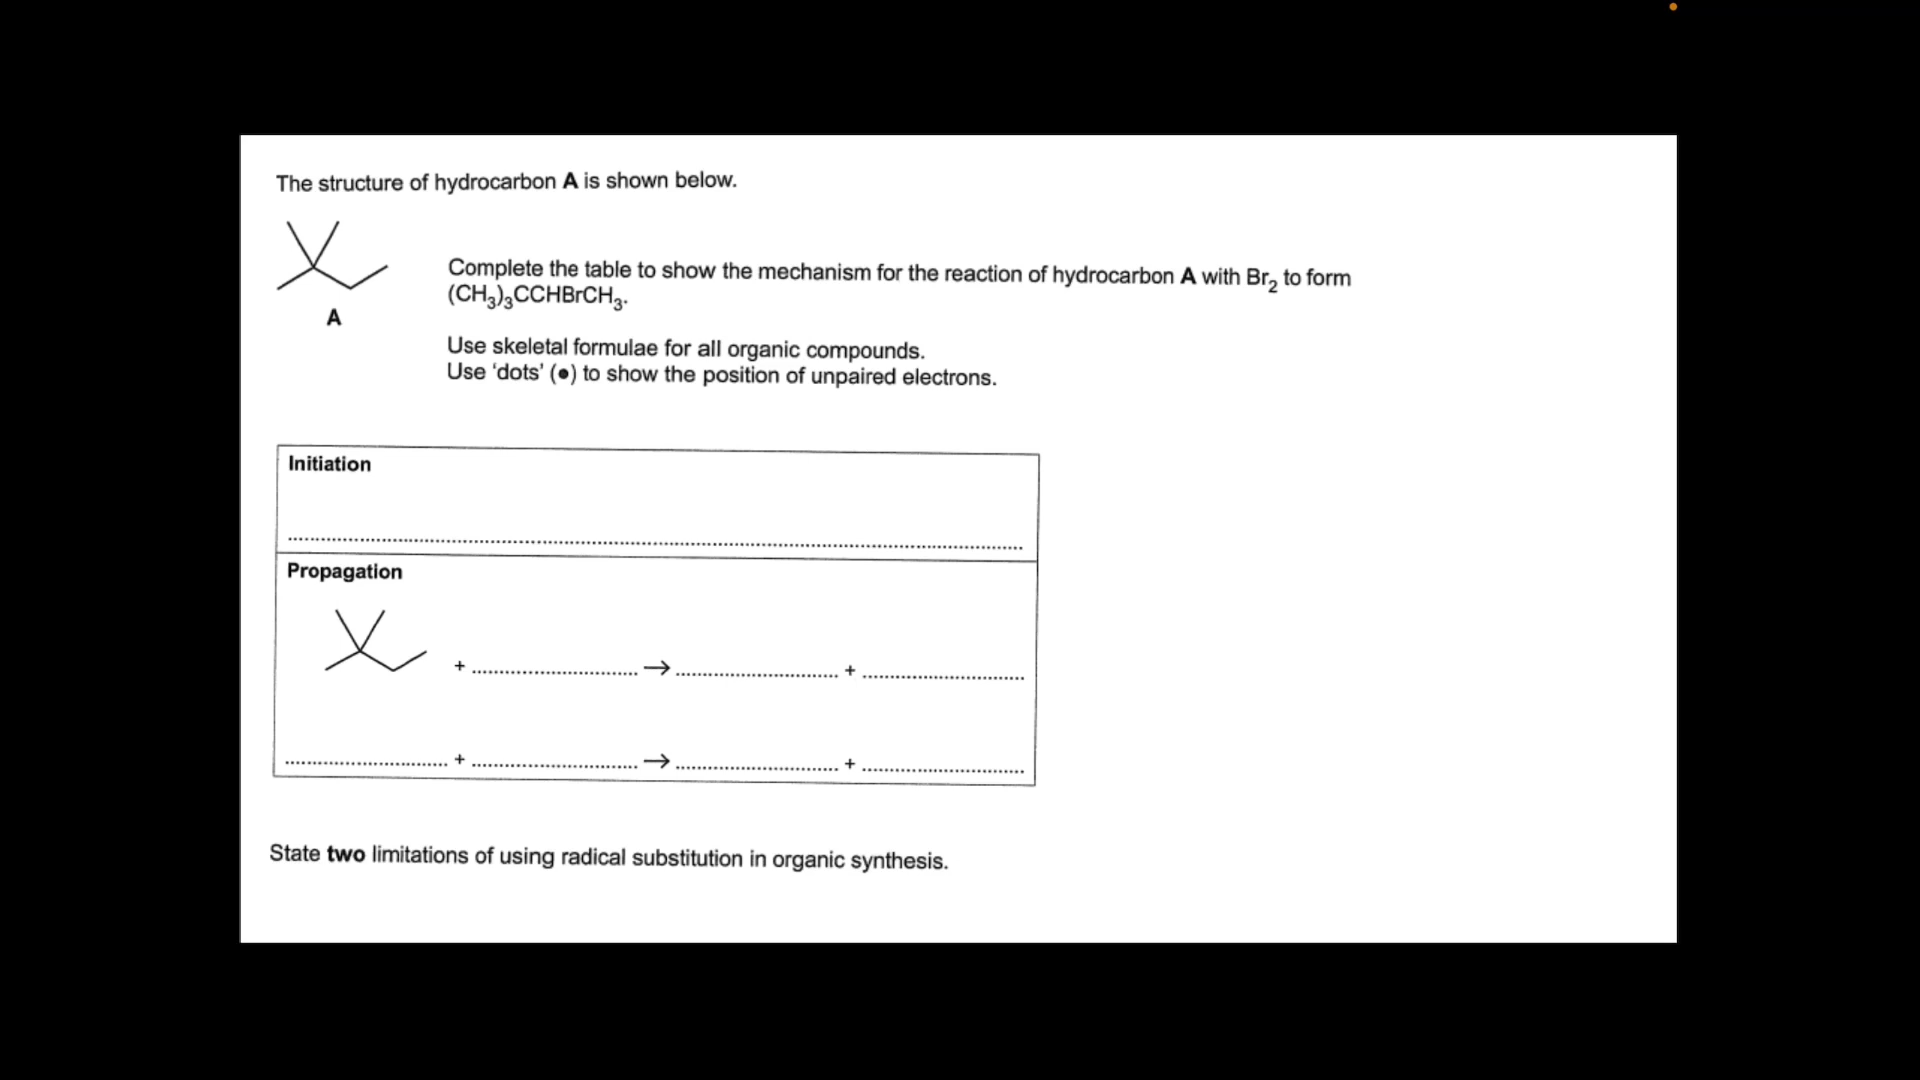 The structure of hydrocarbon A is shown below.
A
Complete the table to show the mechanism for the reaction of hydrocarbon A with Br₂ to form
(CH₃)₃CCHBrCH₃.
Use skeletal formulae for all organic compounds.
Use ‘dots’ (●) to show the position of unpaired electrons.
Initiation
................................................................................
Propagation
+ .............................. → .............................. + ..............................
.............................. + .............................. → .............................. + ..............................
State two limitations of using radical substitution in organic synthesis.